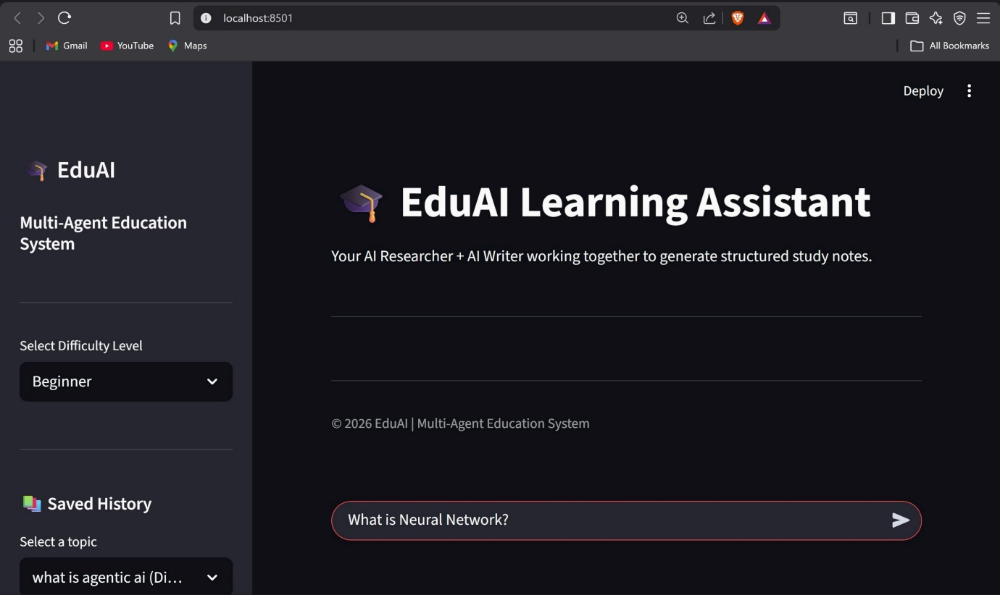 localhost:8501
Gmail YouTube Maps
All Bookmarks
Deploy
EduAI
Multi-Agent Education
System
Select Difficulty Level
Beginner
Saved History
Select a topic
what is agentic ai (Di...
EduAI Learning Assistant
Your AI Researcher + AI Writer working together to generate structured study notes.
© 2026 EduAI | Multi-Agent Education System
What is Neural Network?